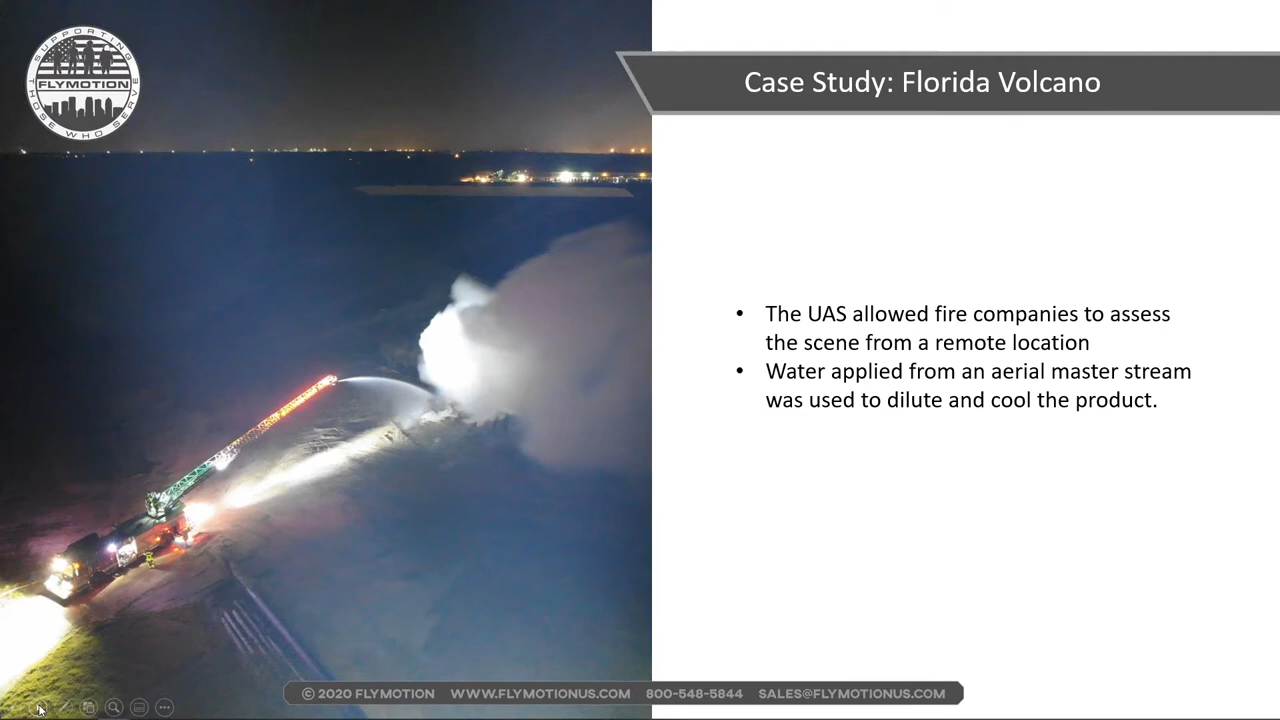 SUPPORTING
FLYMOTION
THOSE WHO SERVE
Case Study: Florida Volcano
• The UAS allowed fire companies to assess
the scene from a remote location
• Water applied from an aerial master stream
was used to dilute and cool the product.
© 2020 FLYMOTION WWW.FLYMOTIONUS.COM 800-548-5844 SALES@FLYMOTIONUS.COM